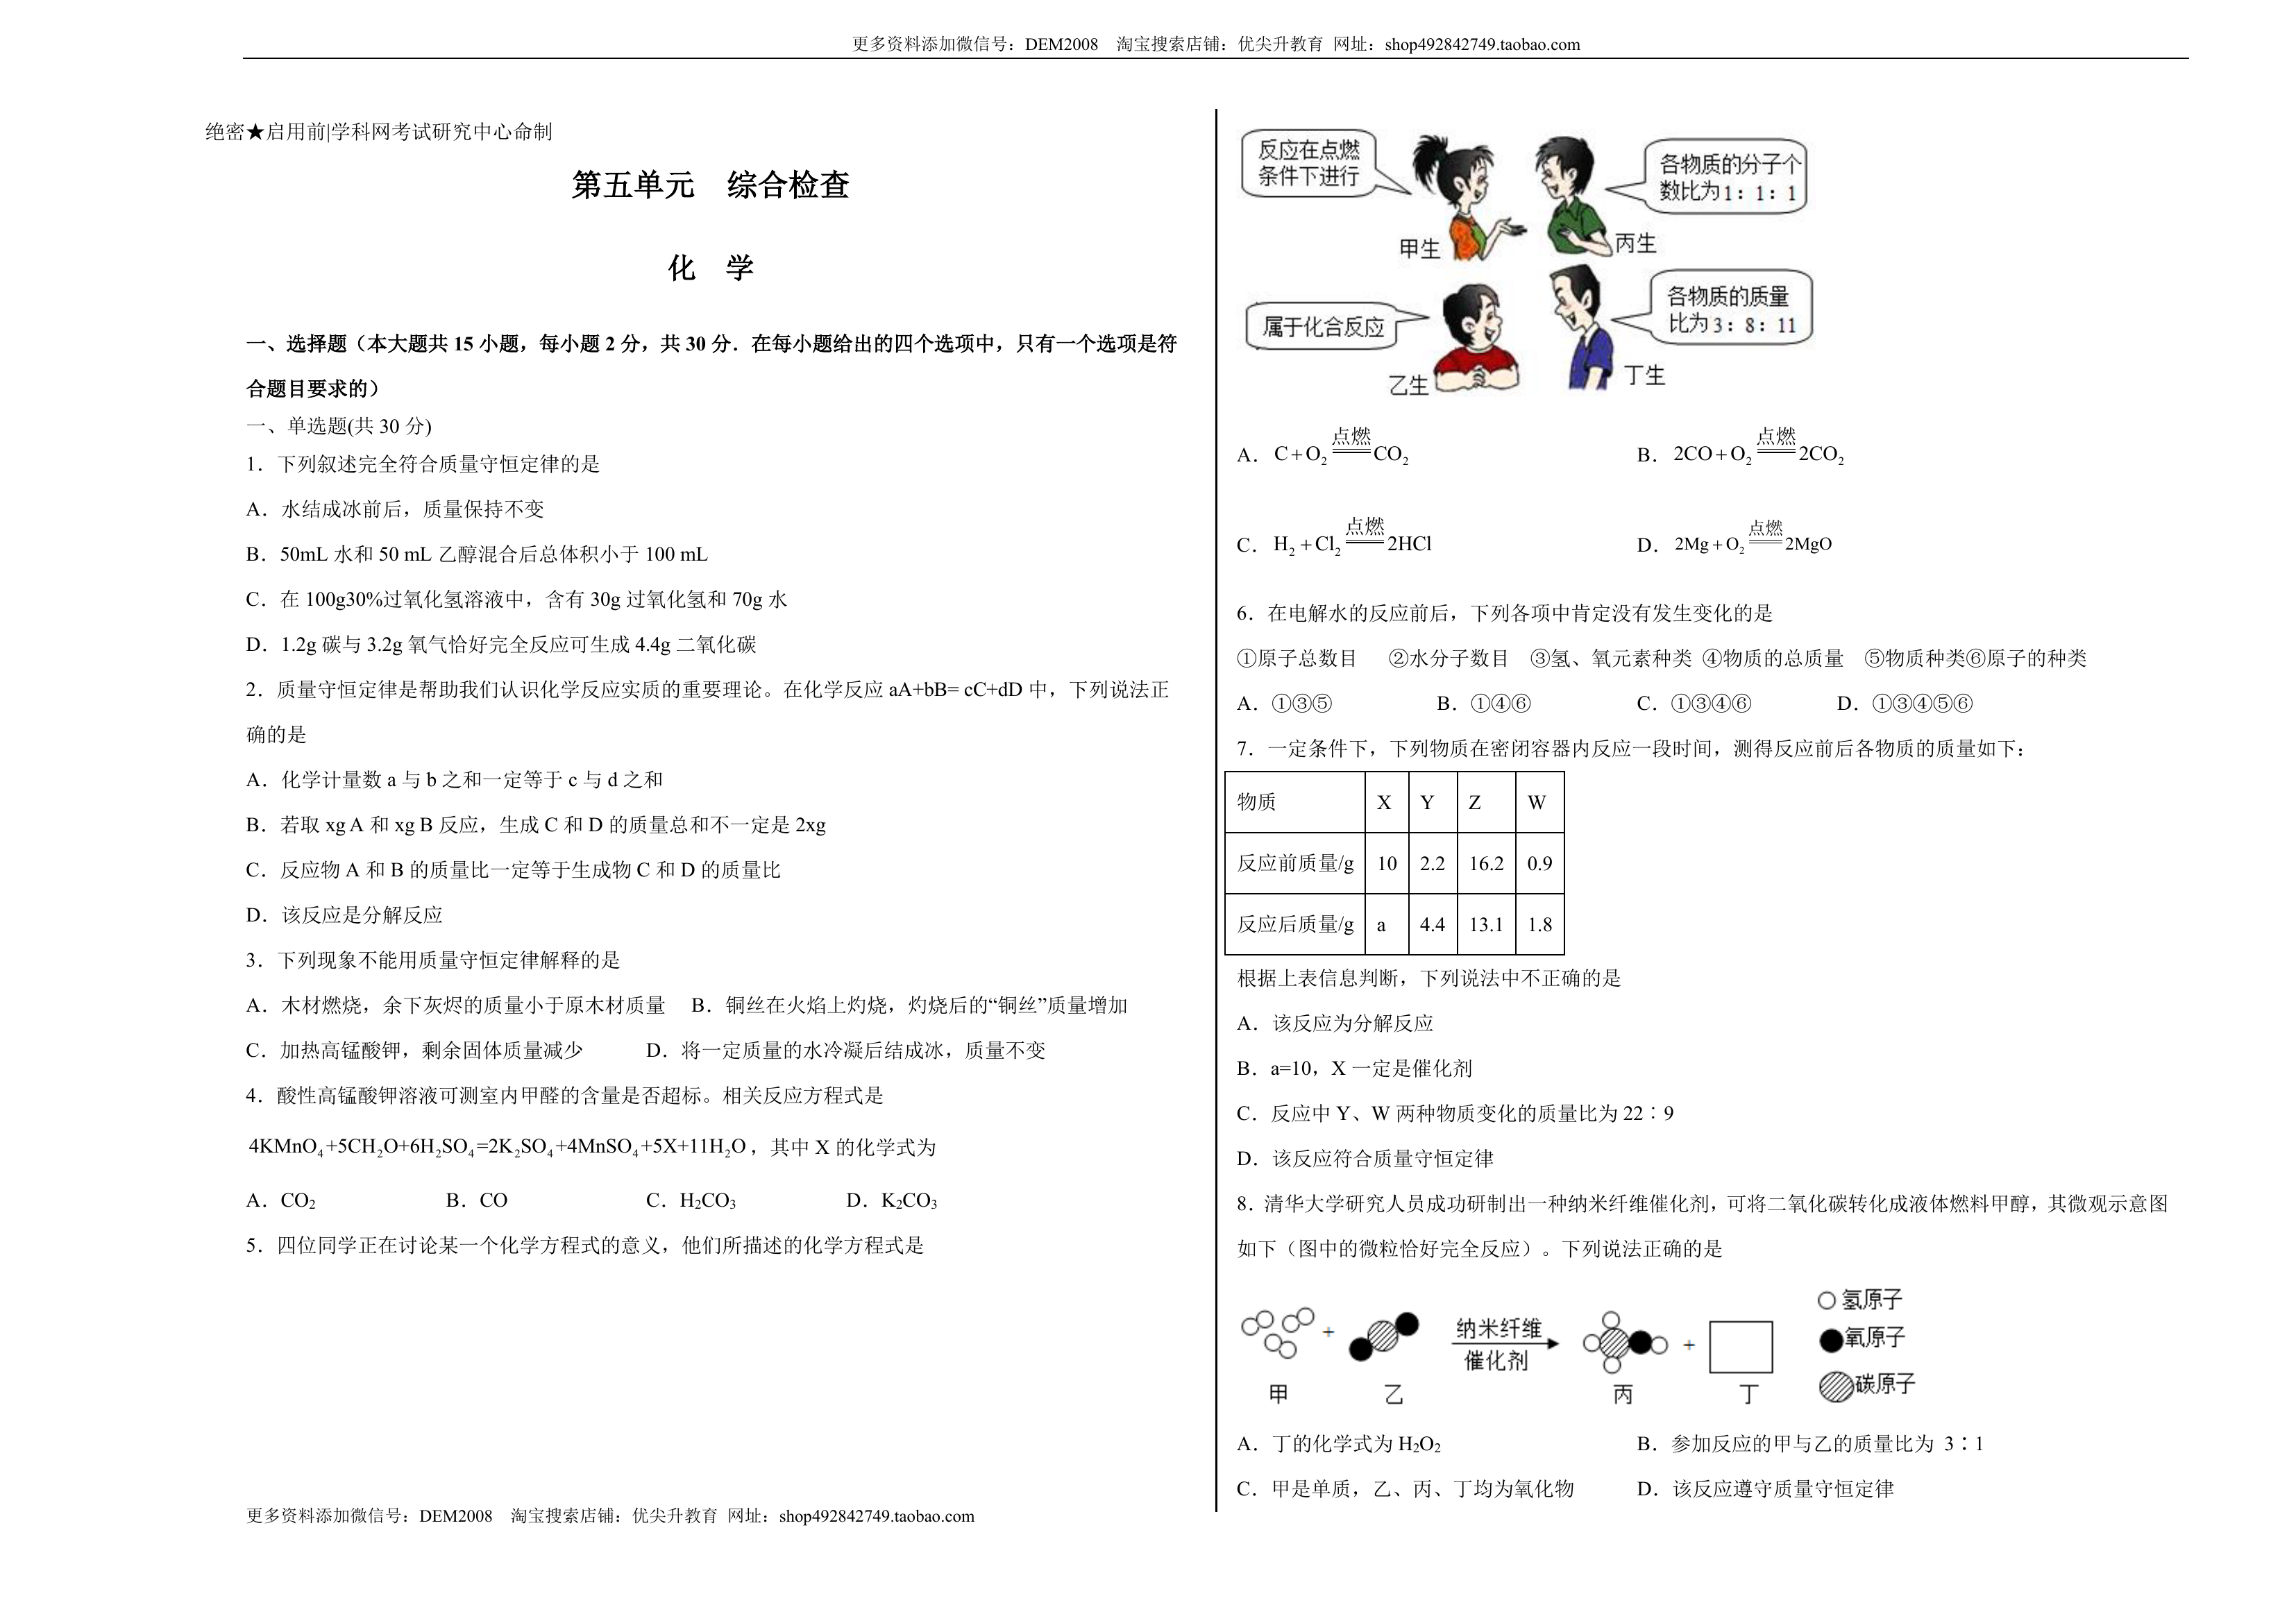 更多资料添加微信号：DEM2008 淘宝搜索店铺：优尖升教育 网址：shop492842749.taobao.com
绝密★启用前|学科网考试研究中心命制
第五单元 综合检查
化 学
一、选择题（本大题共 15 小题，每小题 2 分，共 30 分．在每小题给出的四个选项中，只有一个选项是符
合题目要求的）
一、单选题(共 30 分)
1．下列叙述完全符合质量守恒定律的是
A．水结成冰前后，质量保持不变
B．50mL 水和 50 mL 乙醇混合后总体积小于 100 mL
C．在 100g30%过氧化氢溶液中，含有 30g 过氧化氢和 70g 水
D．1.2g 碳与 3.2g 氧气恰好完全反应可生成 4.4g 二氧化碳
2．质量守恒定律是帮助我们认识化学反应实质的重要理论。在化学反应 aA+bB= cC+dD 中，下列说法正
确的是
A．化学计量数 a 与 b 之和一定等于 c 与 d 之和
B．若取 xg A 和 xg B 反应，生成 C 和 D 的质量总和不一定是 2xg
C．反应物 A 和 B 的质量比一定等于生成物 C 和 D 的质量比
D．该反应是分解反应
3．下列现象不能用质量守恒定律解释的是
A．木材燃烧，余下灰烬的质量小于原木材质量 B．铜丝在火焰上灼烧，灼烧后的“铜丝”质量增加
C．加热高锰酸钾，剩余固体质量减少 D．将一定质量的水冷凝后结成冰，质量不变
4．酸性高锰酸钾溶液可测室内甲醛的含量是否超标。相关反应方程式是
4KMnO₄+5CH₂O+6H₂SO₄=2K₂SO₄+4MnSO₄+5X+11H₂O，其中 X 的化学式为
A．CO₂ B．CO C．H₂CO₃ D．K₂CO₃
5．四位同学正在讨论某一个化学方程式的意义，他们所描述的化学方程式是
更多资料添加微信号：DEM2008 淘宝搜索店铺：优尖升教育 网址：shop492842749.taobao.com
反应在点燃
条件下进行
甲生
各物质的分子个
数比为1：1：1
丙生
属于化合反应
乙生
各物质的质量
比为3：8：11
丁生
A．C+O₂ 点燃 CO₂ B．2CO+O₂ 点燃 2CO₂
C．H₂+Cl₂ 点燃 2HCl D．2Mg+O₂ 点燃 2MgO
6．在电解水的反应前后，下列各项中肯定没有发生变化的是
①原子总数目 ②水分子数目 ③氢、氧元素种类 ④物质的总质量 ⑤物质种类⑥原子的种类
A．①③⑤ B．①④⑥ C．①③④⑥ D．①③④⑤⑥
7．一定条件下，下列物质在密闭容器内反应一段时间，测得反应前后各物质的质量如下：
物质 X Y Z W
反应前质量/g 10 2.2 16.2 0.9
反应后质量/g a 4.4 13.1 1.8
根据上表信息判断，下列说法中不正确的是
A．该反应为分解反应
B．a=10，X 一定是催化剂
C．反应中 Y、W 两种物质变化的质量比为 22∶9
D．该反应符合质量守恒定律
8．清华大学研究人员成功研制出一种纳米纤维催化剂，可将二氧化碳转化成液体燃料甲醇，其微观示意图
如下（图中的微粒恰好完全反应）。下列说法正确的是
甲 + 乙 纳米纤维 催化剂 丙 + 丁
氢原子
氧原子
碳原子
A．丁的化学式为 H₂O₂ B．参加反应的甲与乙的质量比为 3∶1
C．甲是单质，乙、丙、丁均为氧化物 D．该反应遵守质量守恒定律